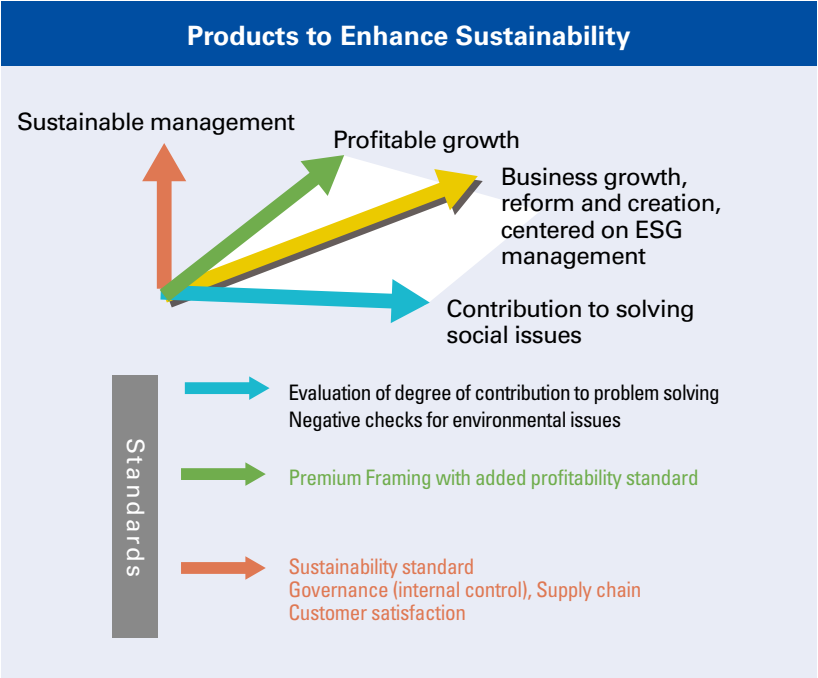 Products to Enhance Sustainability
Sustainable management
Profitable growth
Business growth,
reform and creation,
centered on ESG
management
Contribution to solving
social issues
Standards
Evaluation of degree of contribution to problem solving
Negative checks for environmental issues
Premium Framing with added profitability standard
Sustainability standard
Governance (internal control), Supply chain
Customer satisfaction